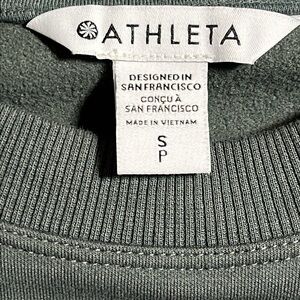 ATHLETA
DESIGNED IN
SAN FRANCISCO
CONÇU À
SAN FRANCISCO
MADE IN VIETNAM
S
P